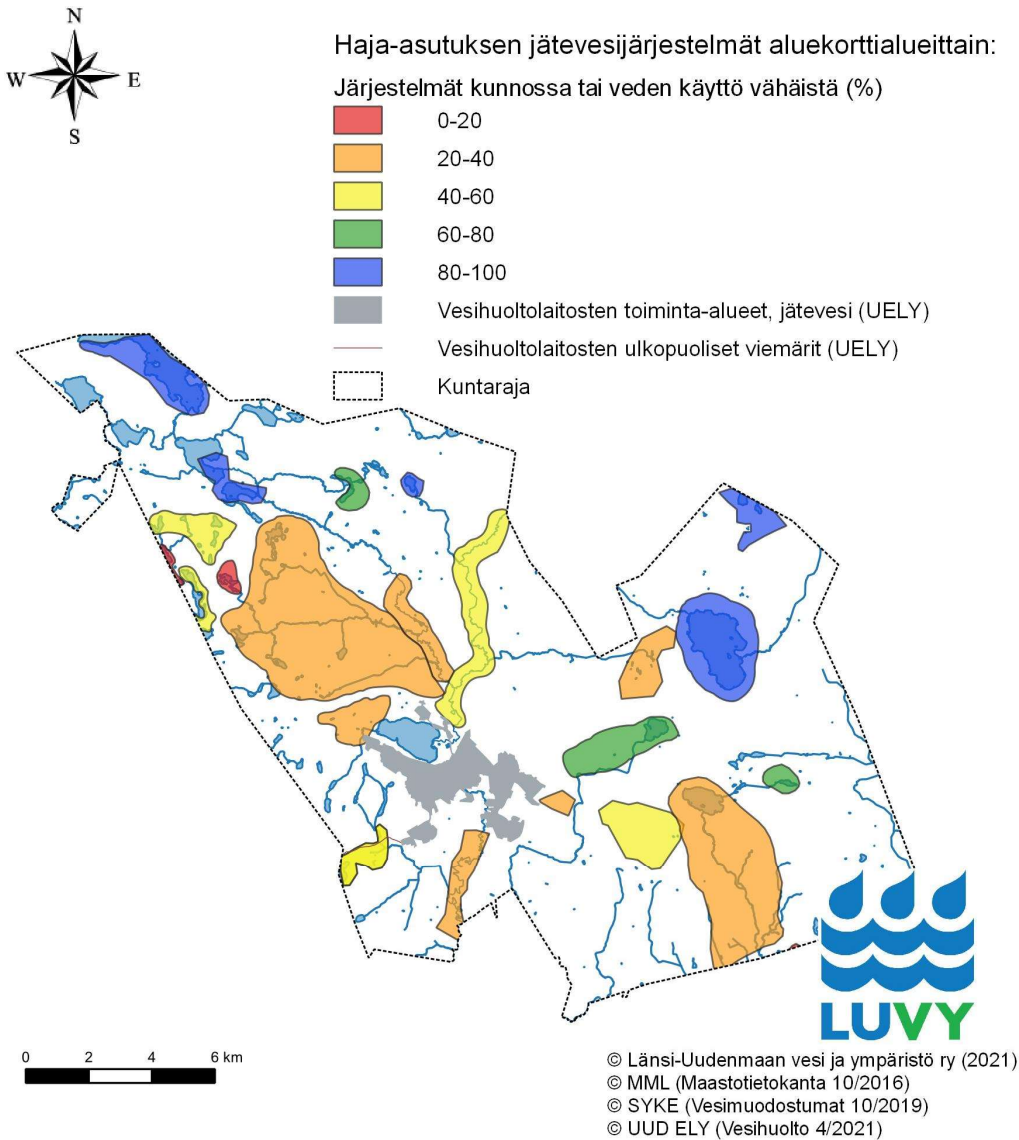 N
W E
S
Haja-asutuksen jätevesijärjestelmät aluekorttialueittain:
Järjestelmät kunnossa tai veden käyttö vähäistä (%)
0-20
20-40
40-60
60-80
80-100
Vesihuoltolaitosten toiminta-alueet, jätevesi (UELY)
Vesihuoltolaitosten ulkopuoliset viemärit (UELY)
Kuntaraja
LUVY
0 2 4 6 km
© Länsi-Uudenmaan vesi ja ympäristö ry (2021)
© MML (Maastotietokanta 10/2016)
© SYKE (Vesimuodostumat 10/2019)
© UUD ELY (Vesihuolto 4/2021)